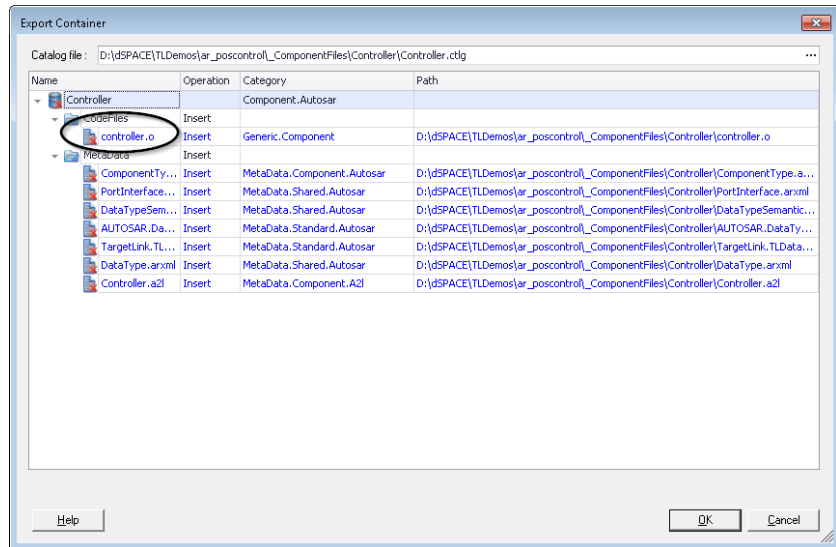 Export Container
Catalog file : D:\dSPACE\TLDemos\ar_poscontrol\_ComponentFiles\Controller\Controller.ctlg ...
Name Operation Category Path
Controller Component.Autosar
CodeFiles Insert
controller.o Insert Generic.Component D:\dSPACE\TLDemos\ar_poscontrol\_ComponentFiles\Controller\controller.o
MetaData Insert
ComponentTy... Insert MetaData.Component.Autosar D:\dSPACE\TLDemos\ar_poscontrol\_ComponentFiles\Controller\ComponentType.a...
PortInterface... Insert MetaData.Shared.Autosar D:\dSPACE\TLDemos\ar_poscontrol\_ComponentFiles\Controller\PortInterface.arxml
DataTypeSem... Insert MetaData.Shared.Autosar D:\dSPACE\TLDemos\ar_poscontrol\_ComponentFiles\Controller\DataTypeSemantic...
AUTOSAR.Da... Insert MetaData.Standard.Autosar D:\dSPACE\TLDemos\ar_poscontrol\_ComponentFiles\Controller\AUTOSAR.DataTy...
TargetLink.TL... Insert MetaData.Standard.Autosar D:\dSPACE\TLDemos\ar_poscontrol\_ComponentFiles\Controller\TargetLink.TLData...
DataType.arxml Insert MetaData.Shared.Autosar D:\dSPACE\TLDemos\ar_poscontrol\_ComponentFiles\Controller\DataType.arxml
Controller.a2l Insert MetaData.Component.A2l D:\dSPACE\TLDemos\ar_poscontrol\_ComponentFiles\Controller\Controller.a2l
Help OK Cancel